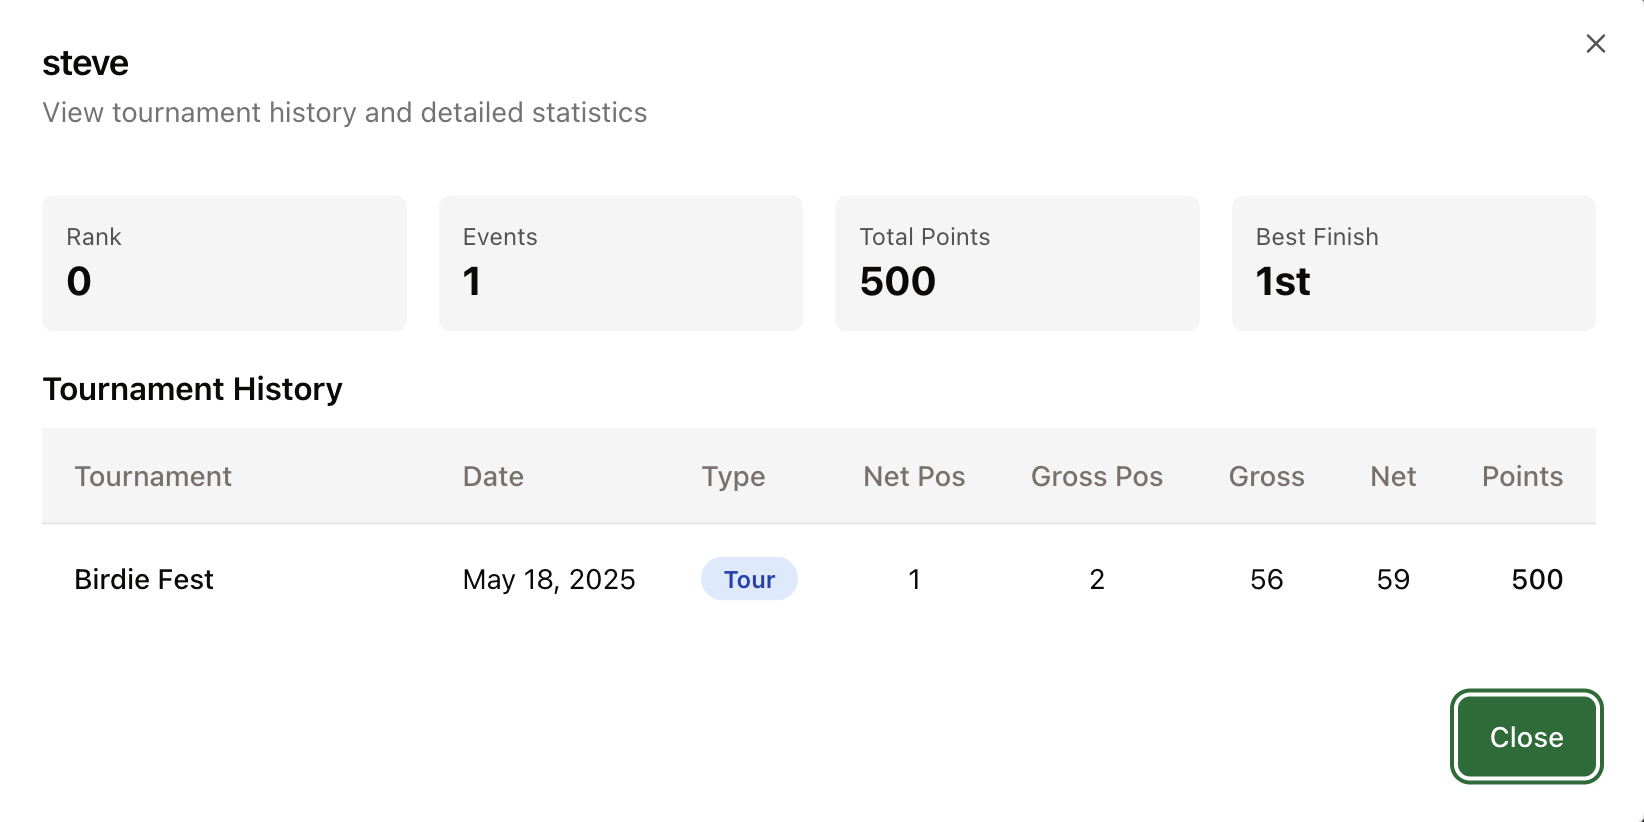 steve
View tournament history and detailed statistics
Rank
0
Events
1
Total Points
500
Best Finish
1st
Tournament History
Tournament Date Type Net Pos Gross Pos Gross Net Points
Birdie Fest May 18, 2025 Tour 1 2 56 59 500
Close